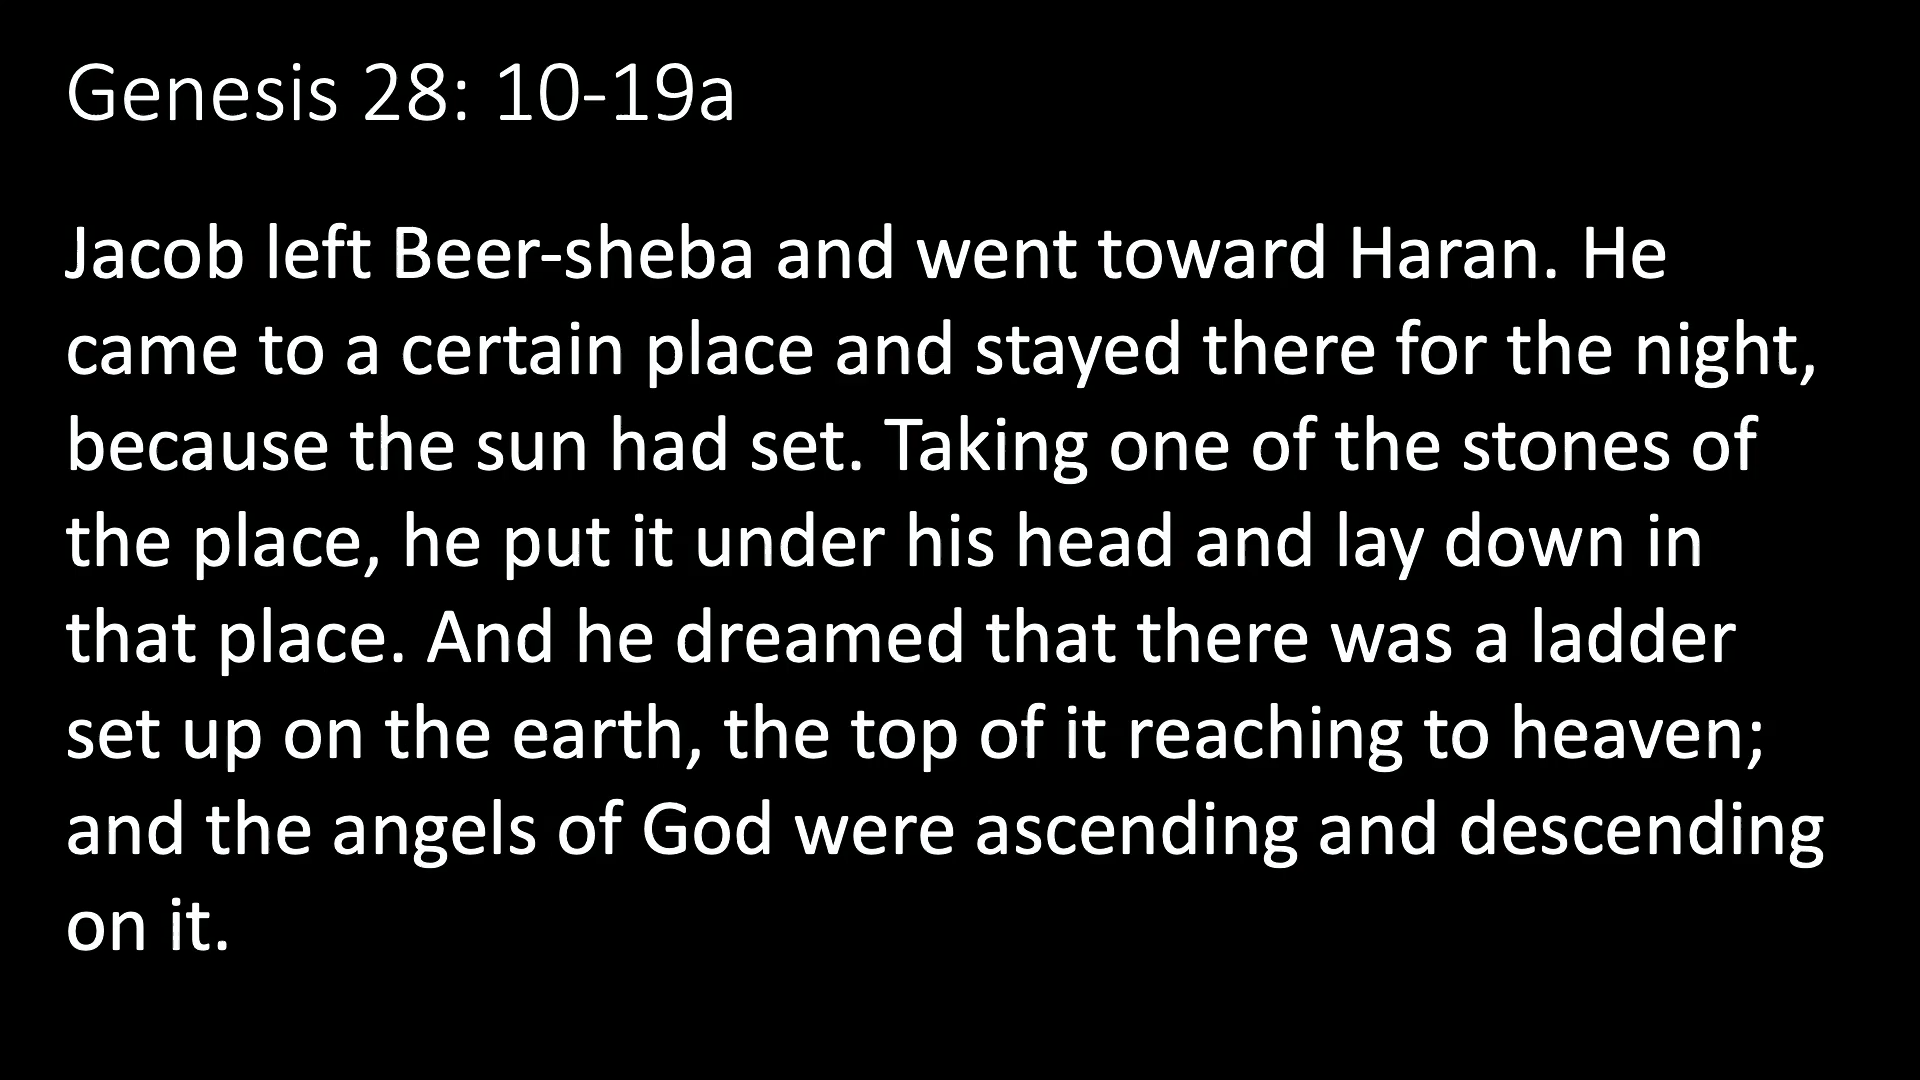 Genesis 28: 10-19a
Jacob left Beer-sheba and went toward Haran. He
came to a certain place and stayed there for the night,
because the sun had set. Taking one of the stones of
the place, he put it under his head and lay down in
that place. And he dreamed that there was a ladder
set up on the earth, the top of it reaching to heaven;
and the angels of God were ascending and descending
on it.